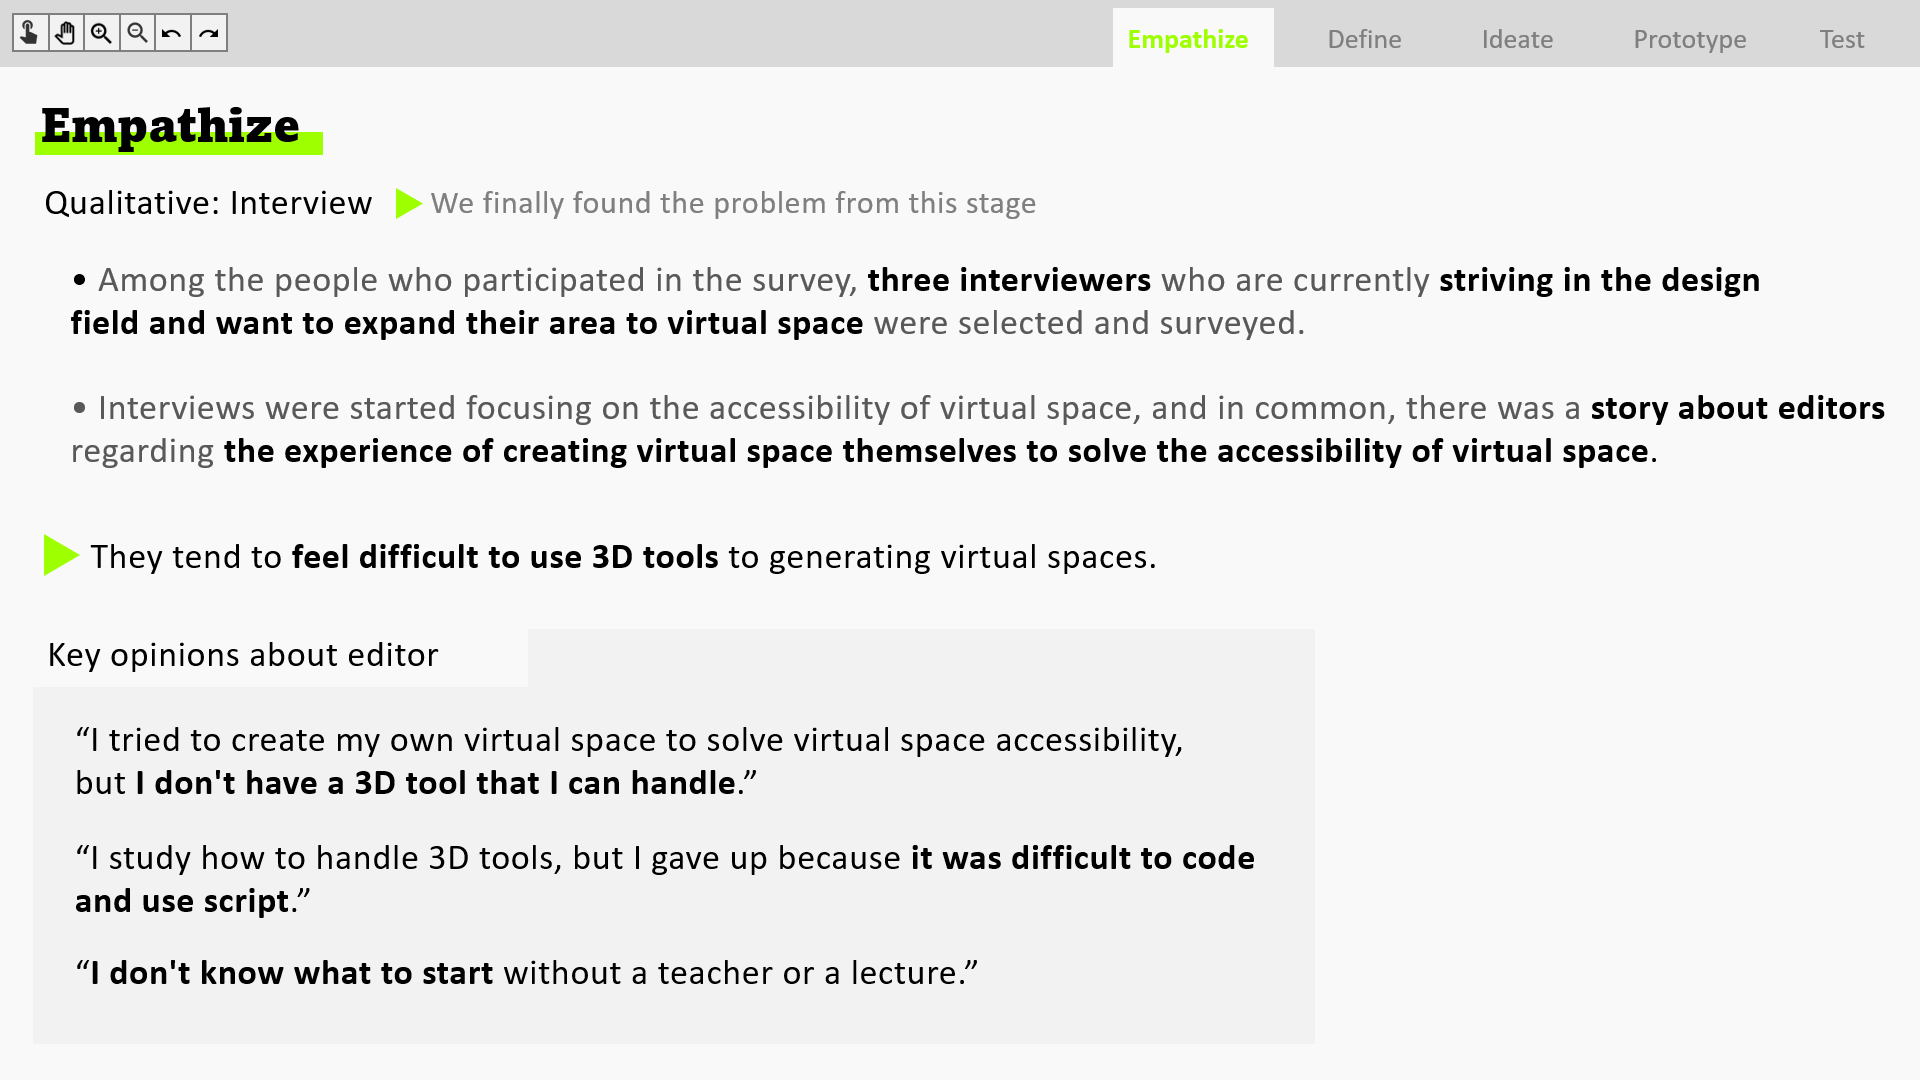 Empathize
Define
Ideate
Prototype
Test
Empathize
Qualitative: Interview
We finally found the problem from this stage
• Among the people who participated in the survey, three interviewers who are currently striving in the design
field and want to expand their area to virtual space were selected and surveyed.
• Interviews were started focusing on the accessibility of virtual space, and in common, there was a story about editors
regarding the experience of creating virtual space themselves to solve the accessibility of virtual space.
They tend to feel difficult to use 3D tools to generating virtual spaces.
Key opinions about editor
“I tried to create my own virtual space to solve virtual space accessibility,
but I don't have a 3D tool that I can handle.”
“I study how to handle 3D tools, but I gave up because it was difficult to code
and use script.”
“I don't know what to start without a teacher or a lecture.”